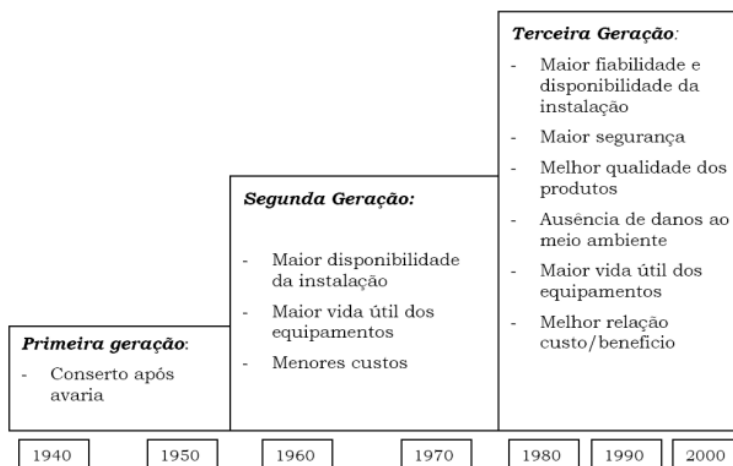 Primeira geração:
- Conserto após
avaria
Segunda Geração:
- Maior disponibilidade
da instalação
- Maior vida útil dos
equipamentos
- Menores custos
Terceira Geração:
- Maior fiabilidade e
disponibilidade da
instalação
- Maior segurança
- Melhor qualidade dos
produtos
- Ausência de danos ao
meio ambiente
- Maior vida útil dos
equipamentos
- Melhor relação
custo/beneficio
1940
1950
1960
1970
1980
1990
2000